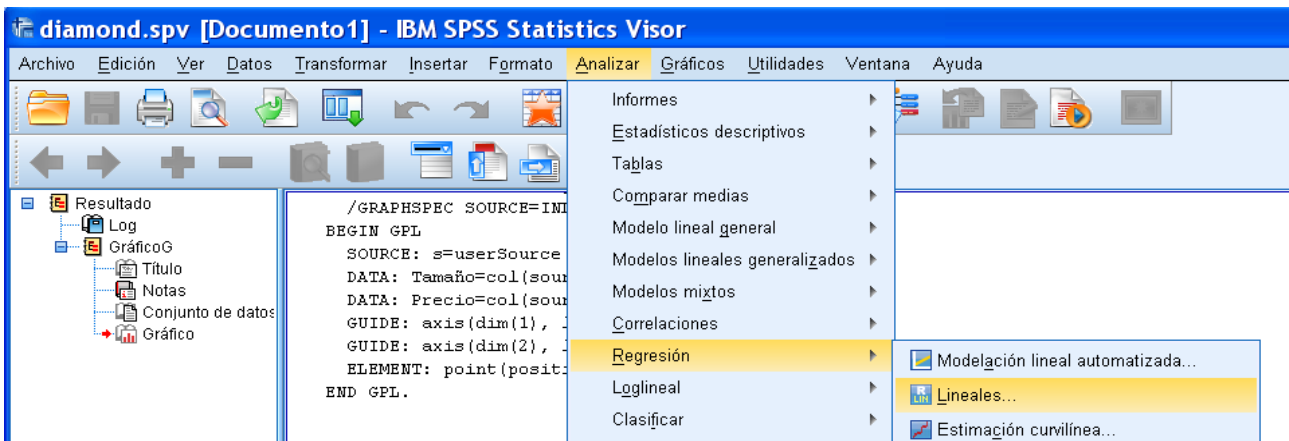 diamond.spv [Documento1] - IBM SPSS Statistics Visor
Archivo Edición Ver Datos Transformar Insertar Formato Analizar Gráficos Utilidades Ventana Ayuda
Resultado
Log
GráficoG
Título
Notas
Conjunto de datos
Gráfico
/GRAPHSPEC SOURCE=IN
BEGIN GPL
SOURCE: s=userSource
DATA: Tamaño=col(sour
DATA: Precio=col(sour
GUIDE: axis(dim(1),
GUIDE: axis(dim(2),
ELEMENT: point(positi
END GPL.
Informes
Estadísticos descriptivos
Tablas
Comparar medias
Modelo lineal general
Modelos lineales generalizados
Modelos mixtos
Correlaciones
Regresión
Loglineal
Clasificar
Modelación lineal automatizada...
R LIN Lineales...
Estimación curvilínea...